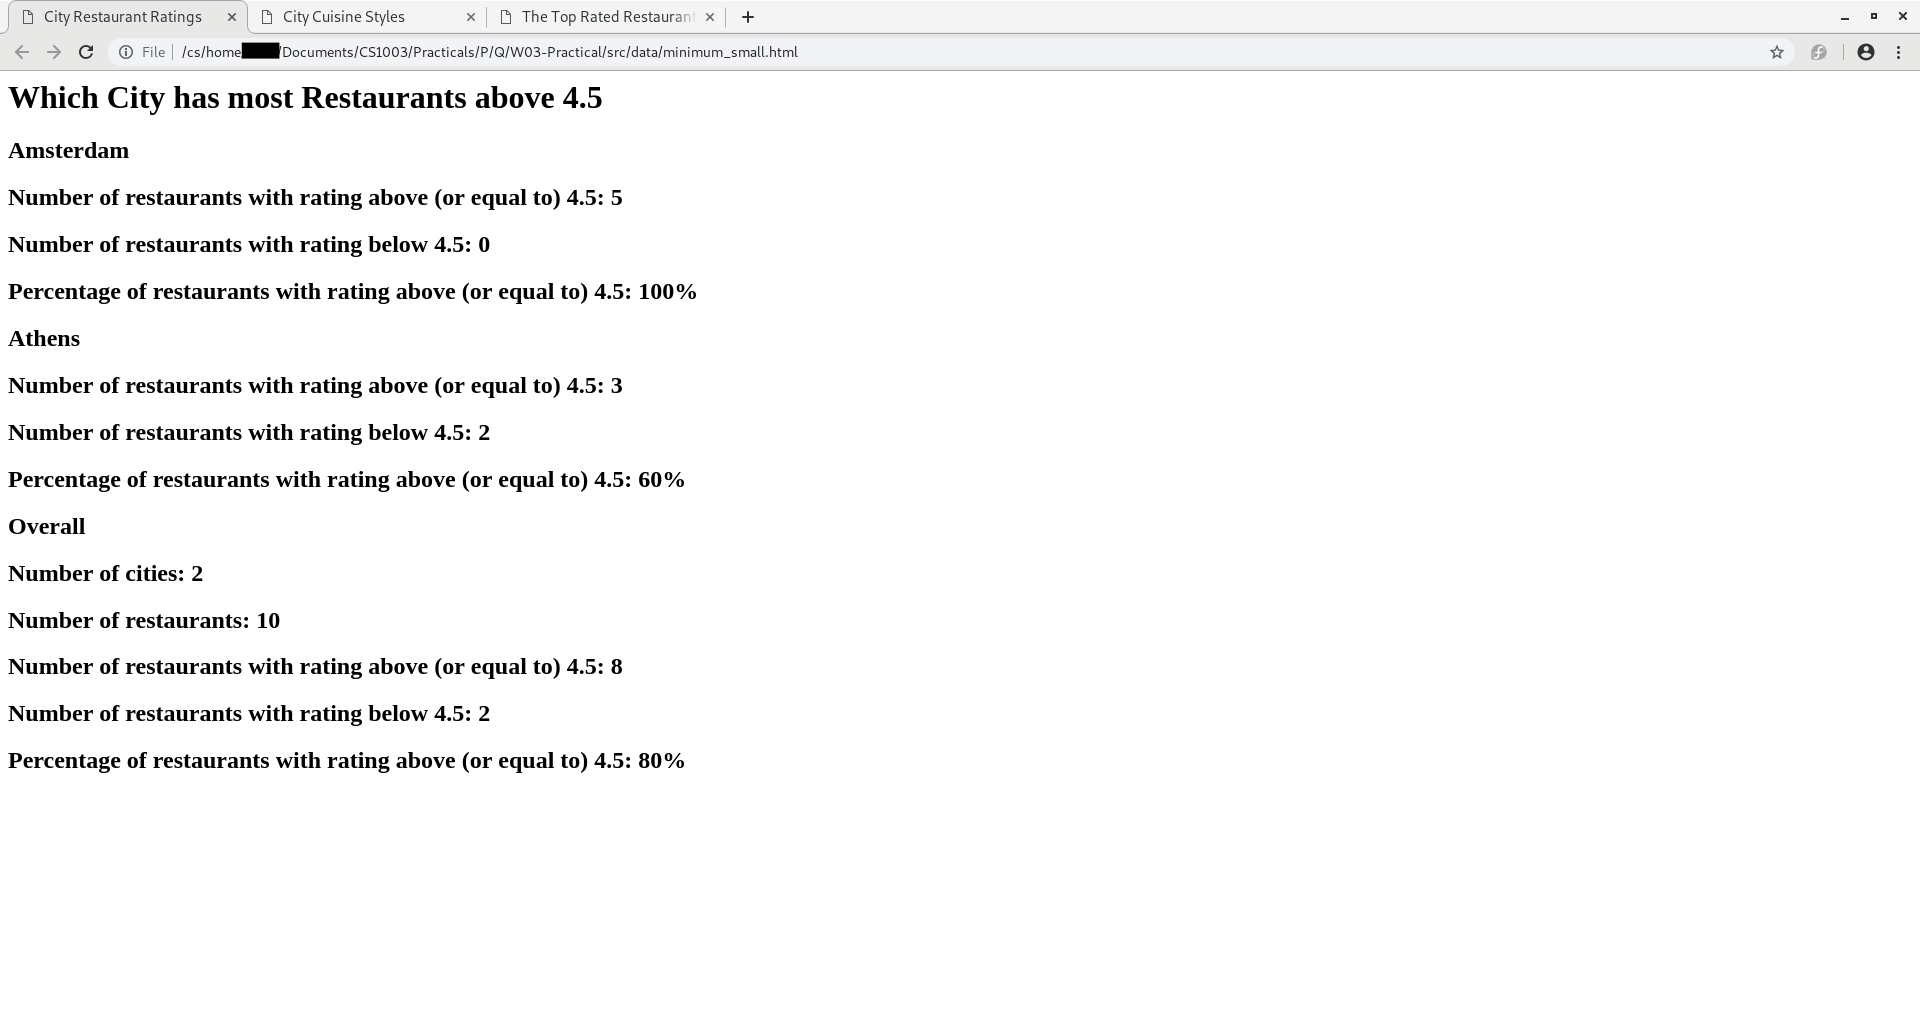 City Restaurant Ratings
City Cuisine Styles
The Top Rated Restaurant
File
/cs/home
/Documents/CS1003/Practicals/P/Q/W03-Practical/src/data/minimum_small.html
Which City has most Restaurants above 4.5
Amsterdam
Number of restaurants with rating above (or equal to) 4.5: 5
Number of restaurants with rating below 4.5: 0
Percentage of restaurants with rating above (or equal to) 4.5: 100%
Athens
Number of restaurants with rating above (or equal to) 4.5: 3
Number of restaurants with rating below 4.5: 2
Percentage of restaurants with rating above (or equal to) 4.5: 60%
Overall
Number of cities: 2
Number of restaurants: 10
Number of restaurants with rating above (or equal to) 4.5: 8
Number of restaurants with rating below 4.5: 2
Percentage of restaurants with rating above (or equal to) 4.5: 80%